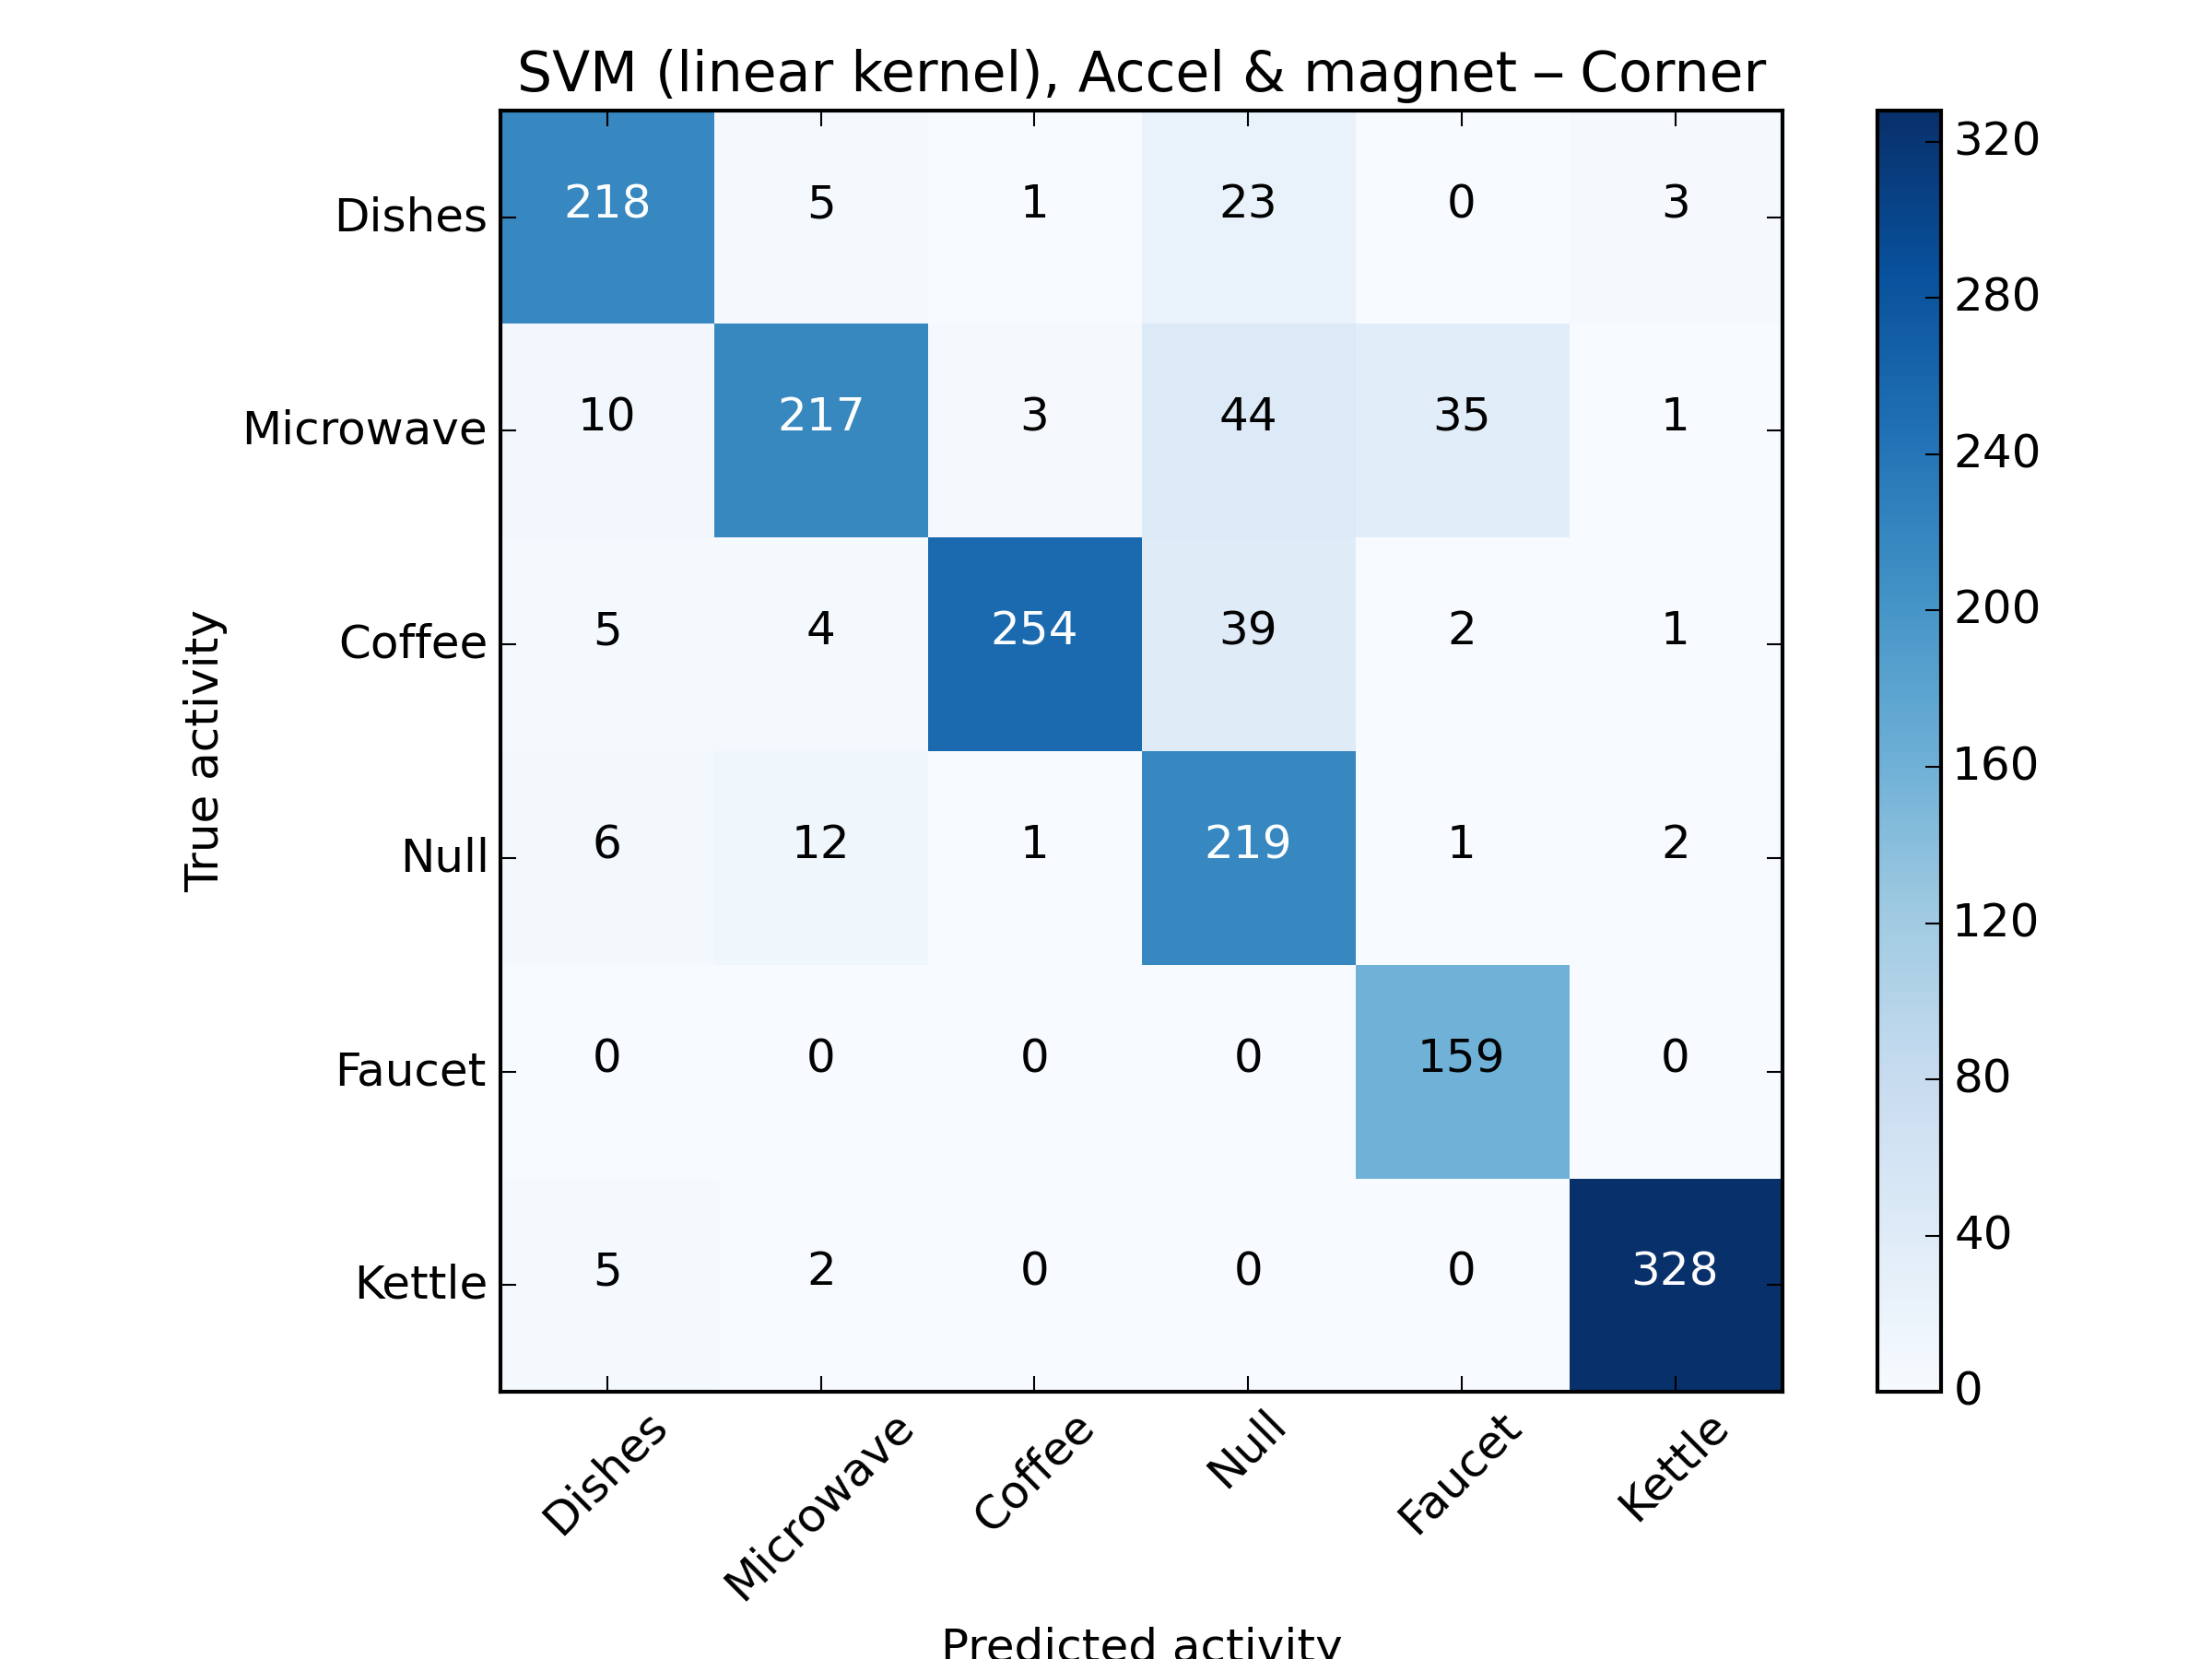 SVM (linear kernel), Accel & magnet – Corner
Dishes 218 5 1 23 0 3
Microwave 10 217 3 44 35 1
Coffee 5 4 254 39 2 1
Null 6 12 1 219 1 2
Faucet 0 0 0 0 159 0
Kettle 5 2 0 0 0 328
True activity
Dishes Microwave Coffee Null Faucet Kettle
Predicted activity
320
280
240
200
160
120
80
40
0